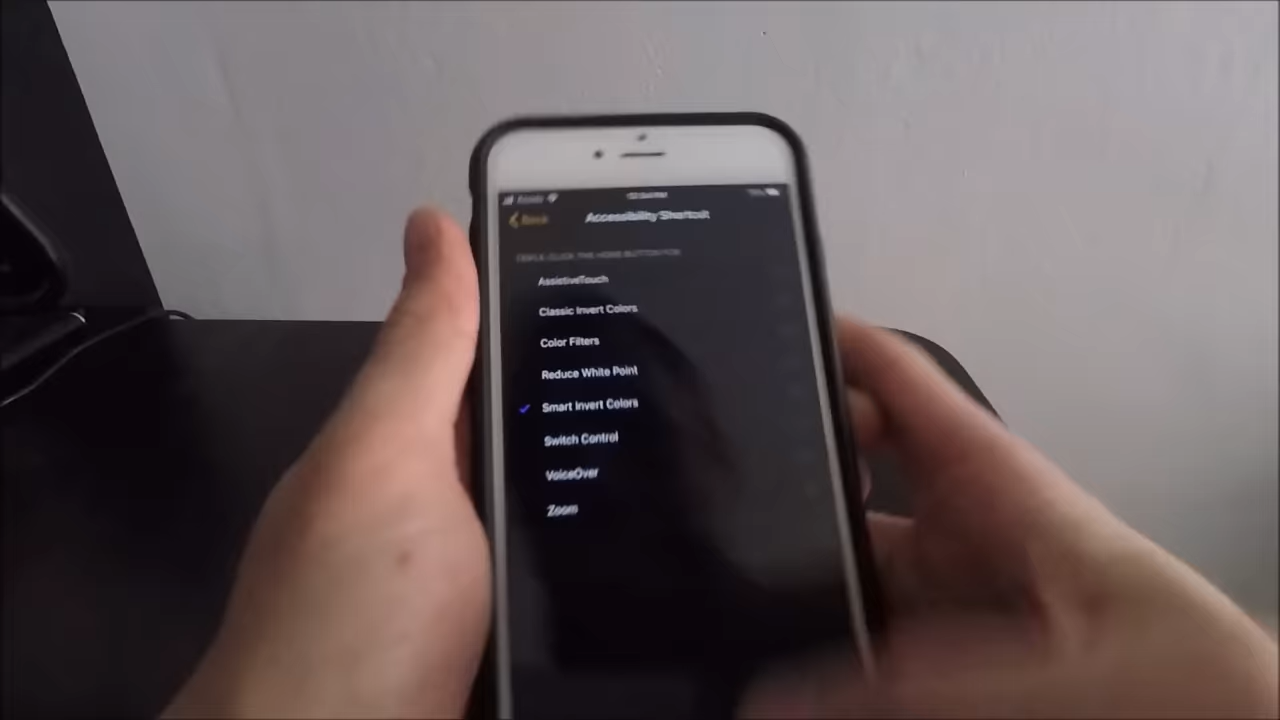 Back
Accessibility Shortcut
TRIPLE-CLICK THE HOME BUTTON FOR:
AssistiveTouch
Classic Invert Colors
Color Filters
Reduce White Point
Smart Invert Colors
Switch Control
VoiceOver
Zoom